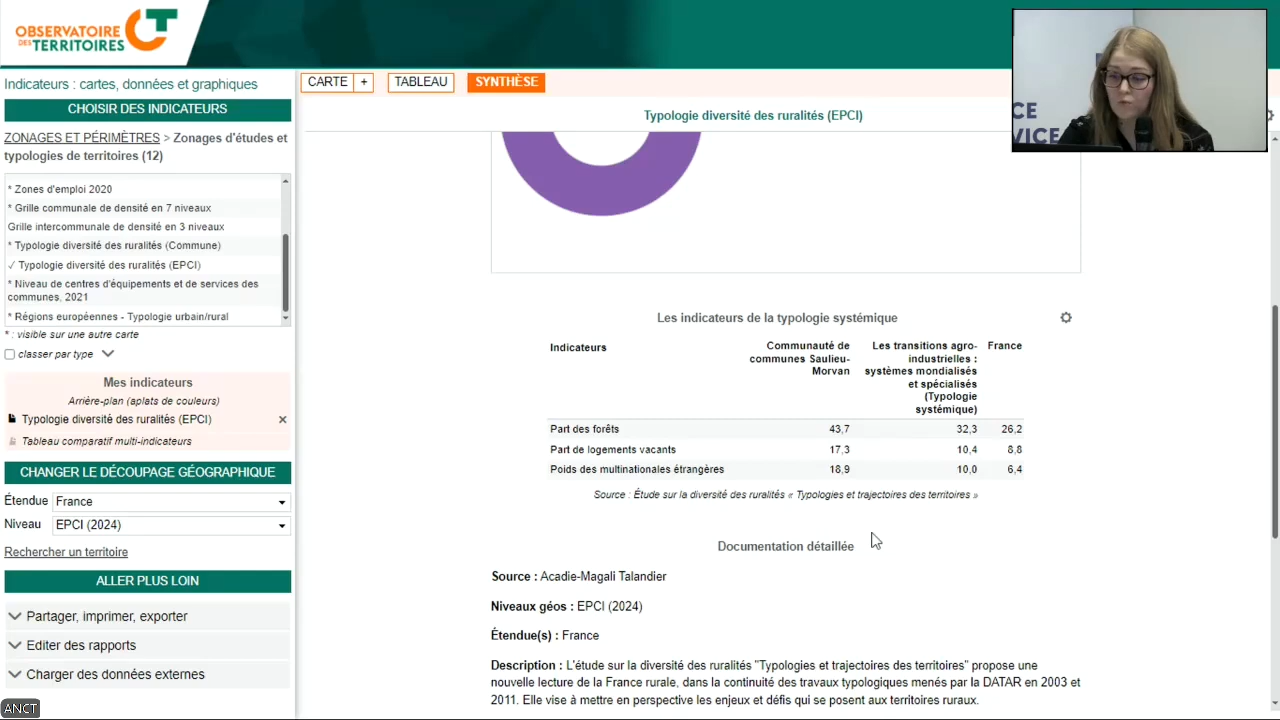 OBSERVATOIRE
DES TERRITOIRES
Indicateurs : cartes, données et graphiques
CHOISIR DES INDICATEURS
ZONAGES ET PÉRIMÈTRES > Zonages d'études et
typologies de territoires (12)
* Zones d'emploi 2020
* Grille communale de densité en 7 niveaux
Grille intercommunale de densité en 3 niveaux
* Typologie diversité des ruralités (Commune)
✓ Typologie diversité des ruralités (EPCI)
* Niveau de centres d'équipements et de services des
communes, 2021
* Régions européennes - Typologie urbain/rural
* : visible sur une autre carte
classer par type
Mes indicateurs
Arrière-plan (aplats de couleurs)
Typologie diversité des ruralités (EPCI)
Tableau comparatif multi-indicateurs
CHANGER LE DÉCOUPAGE GÉOGRAPHIQUE
Étendue France
Niveau EPCI (2024)
Rechercher un territoire
ALLER PLUS LOIN
Partager, imprimer, exporter
Editer des rapports
Charger des données externes
ANCT
CARTE + TABLEAU SYNTHÈSE
Typologie diversité des ruralités (EPCI)
Les indicateurs de la typologie systémique
Indicateurs
Communauté de
communes Saulieu-
Morvan
Les transitions agro-
industrielles :
systèmes mondialisés
et spécialisés
(Typologie
systémique)
France
Part des forêts 43,7 32,3 26,2
Part de logements vacants 17,3 10,4 8,8
Poids des multinationales étrangères 18,9 10,0 6,4
Source : Étude sur la diversité des ruralités « Typologies et trajectoires des territoires »
Documentation détaillée
Source : Acadie-Magali Talandier
Niveaux géos : EPCI (2024)
Étendue(s) : France
Description : L'étude sur la diversité des ruralités "Typologies et trajectoires des territoires" propose une
nouvelle lecture de la France rurale, dans la continuité des travaux typologiques menés par la DATAR en 2003 et
2011. Elle vise à mettre en perspective les enjeux et défis qui se posent aux territoires ruraux.
CE
VICE